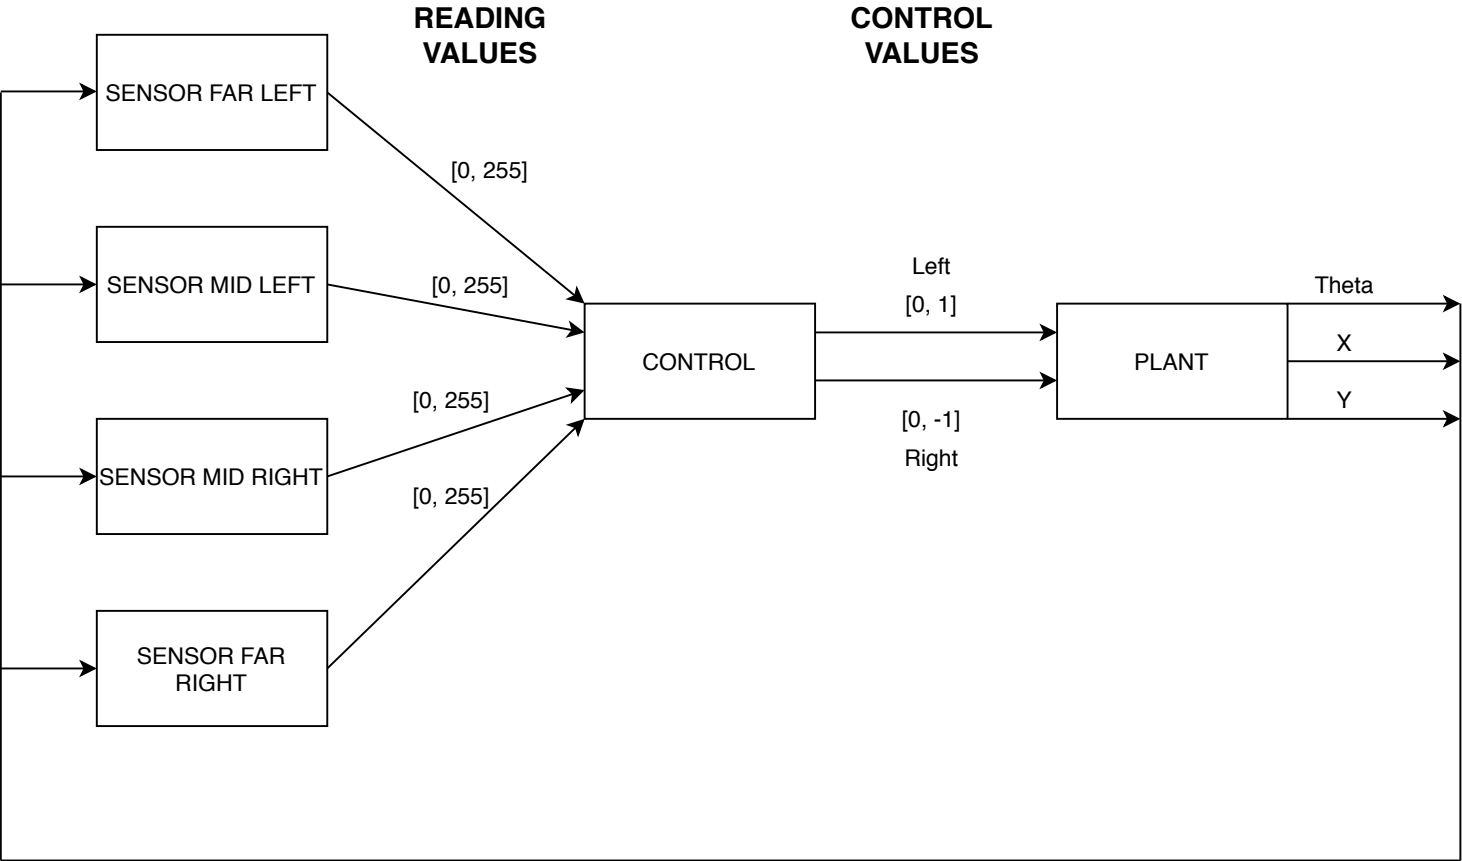 READING
VALUES
CONTROL
VALUES
SENSOR FAR LEFT
[0, 255]
SENSOR MID LEFT
[0, 255]
SENSOR MID RIGHT
[0, 255]
SENSOR FAR
RIGHT
[0, 255]
CONTROL
Left
[0, 1]
[0, -1]
Right
PLANT
Theta
X
Y